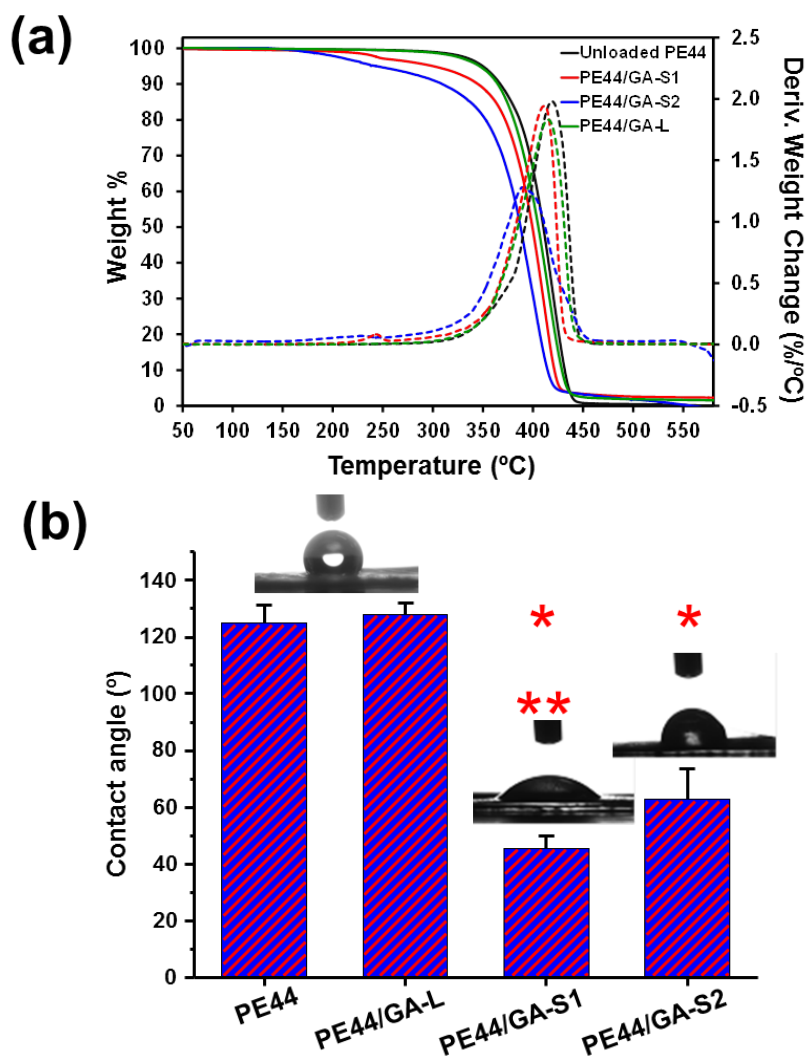 (a)
100
90
80
70
60
50
40
30
20
10
0
Weight %
2.5
2.0
1.5
1.0
0.5
0.0
-0.5
Deriv. Weight Change (%/ºC)
Unloaded PE44
PE44/GA-S1
PE44/GA-S2
PE44/GA-L
50 100 150 200 250 300 350 400 450 500 550
Temperature (ºC)
(b)
140
120
100
80
60
40
20
0
Contact angle (º)
* *
**
PE44 PE44/GA-L PE44/GA-S1 PE44/GA-S2